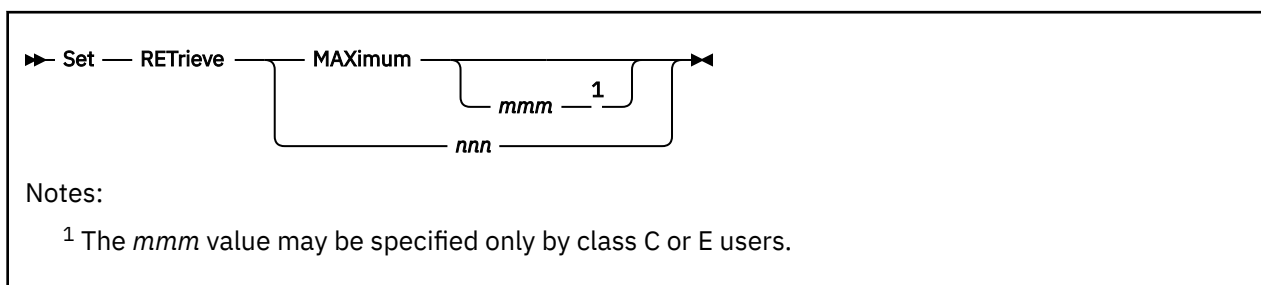 Set RETrieve MAXimum
mmm 1
nnn
Notes:
1 The mmm value may be specified only by class C or E users.